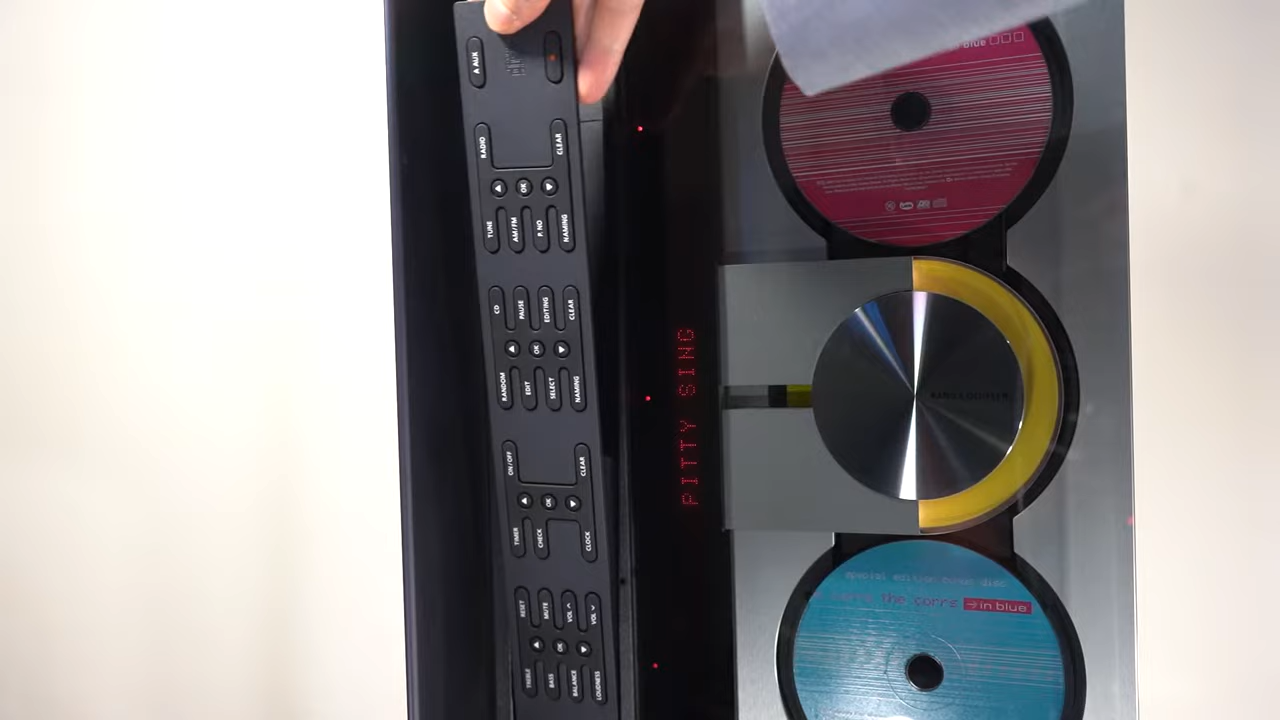 A AUX
RADIO
CLEAR
OK
TUNE
AM/FM
P. NO
NAMING
CD
PAUSE
EDITING
CLEAR
OK
RANDOM
EDIT
SELECT
NAMING
ON/OFF
CLEAR
OK
TIMER
CHECK
CLOCK
RESET
MUTE
VOL ∧
VOL ∨
OK
TREBLE
BASS
BALANCE
LOUDNESS
PITTY SING
blue
BANG & OLUFSEN
special edition bonus disc
the corrs → in blue